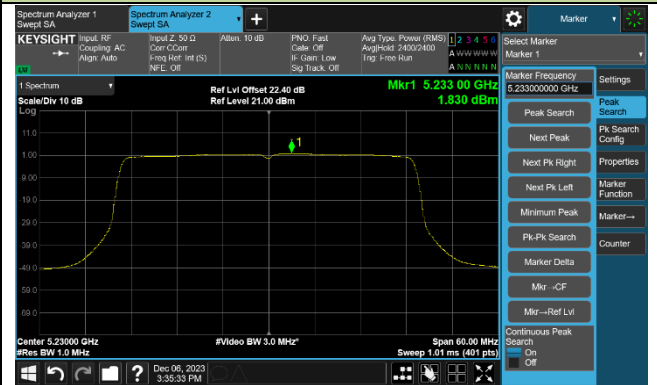 Spectrum Analyzer 1
Swept SA
Spectrum Analyzer 2
Swept SA
+
Marker
KEYSIGHT
Input: RF
Coupling: AC
Align: Auto
Input Z: 50 Ω
Corr CCorr
Freq Ref: Int (S)
NFE: Off
Atten: 10 dB
PNO: Fast
Gate: Off
IF Gain: Low
Sig Track: Off
Avg Type: Power (RMS)
Avg|Hold: 2400/2400
Trig: Free Run
1 2 3 4 5 6
A W W W W W
A N N N N N
Select Marker
Marker 1
1 Spectrum
Scale/Div 10 dB
Log
Ref Lvl Offset 22.40 dB
Ref Level 21.00 dBm
Mkr1 5.233 00 GHz
1.830 dBm
1
11.0
1.00
-9.00
-19.0
-29.0
-39.0
-49.0
-59.0
-69.0
Center 5.23000 GHz
#Res BW 1.0 MHz
#Video BW 3.0 MHz*
Span 60.00 MHz
Sweep 1.01 ms (401 pts)
Marker Frequency
5.233000000 GHz
Peak Search
Next Peak
Next Pk Right
Next Pk Left
Minimum Peak
Pk-Pk Search
Marker Delta
Mkr→CF
Mkr→Ref Lvl
Continuous Peak
Search
On
Off
Settings
Peak
Search
Pk Search
Config
Properties
Marker
Function
Marker→
Counter
?
Dec 06, 2023
3:35:33 PM